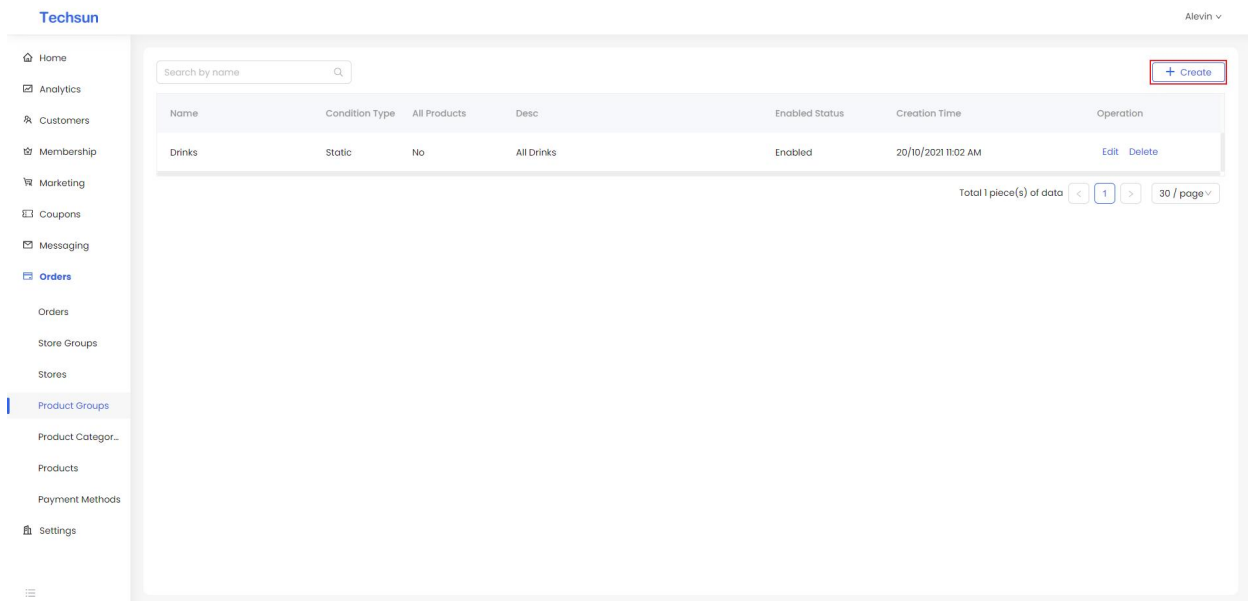 Techsun
Alevin
Home
Analytics
Customers
Membership
Marketing
Coupons
Messaging
Orders
Orders
Store Groups
Stores
Product Groups
Product Categor...
Products
Payment Methods
Settings
Search by name
+ Create
Name Condition Type All Products Desc Enabled Status Creation Time Operation
Drinks Static No All Drinks Enabled 20/10/2021 11:02 AM Edit Delete
Total 1 piece(s) of data < 1 > 30 / page